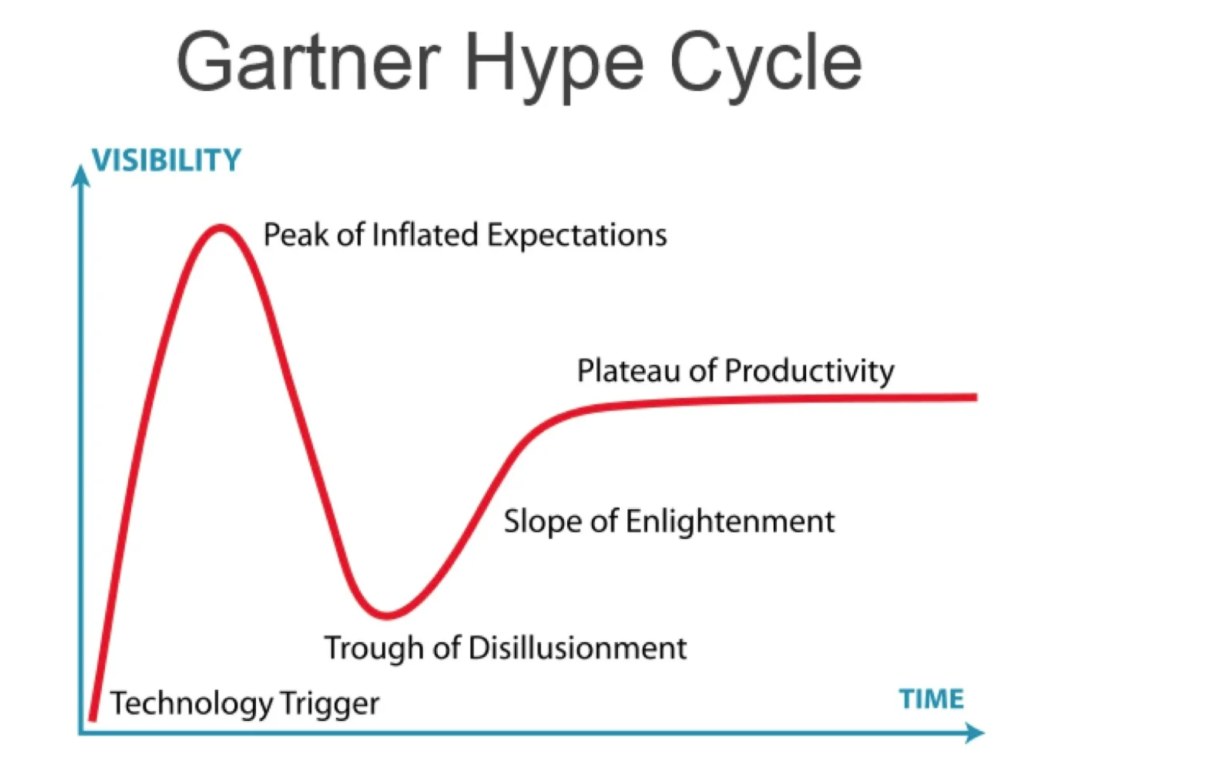 Gartner Hype Cycle
VISIBILITY
Peak of Inflated Expectations
Plateau of Productivity
Slope of Enlightenment
Trough of Disillusionment
Technology Trigger
TIME